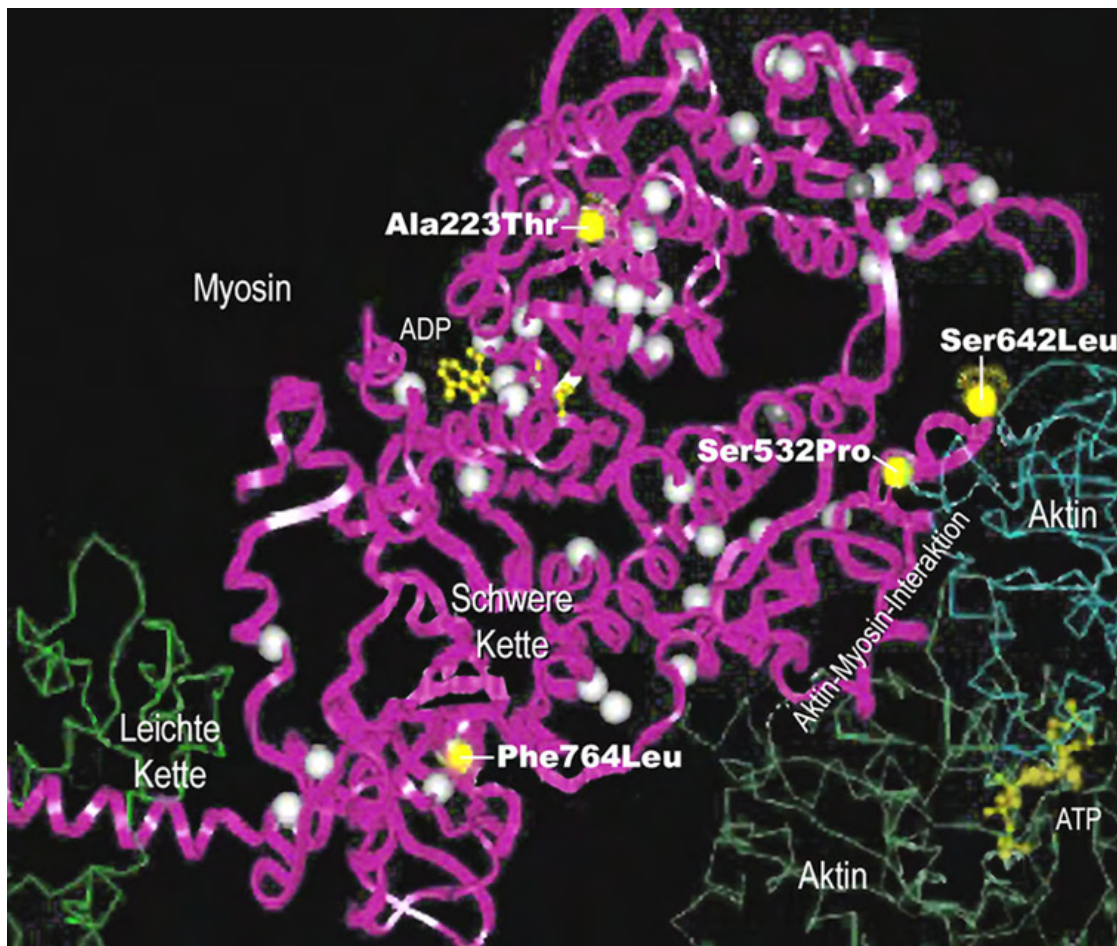 Ala223Thr
Myosin
ADP
Ser642Leu
Ser532Pro
Aktin
Aktin-Myosin-Interaktion
Schwere
Kette
Leichte
Kette
Phe764Leu
ATP
Aktin